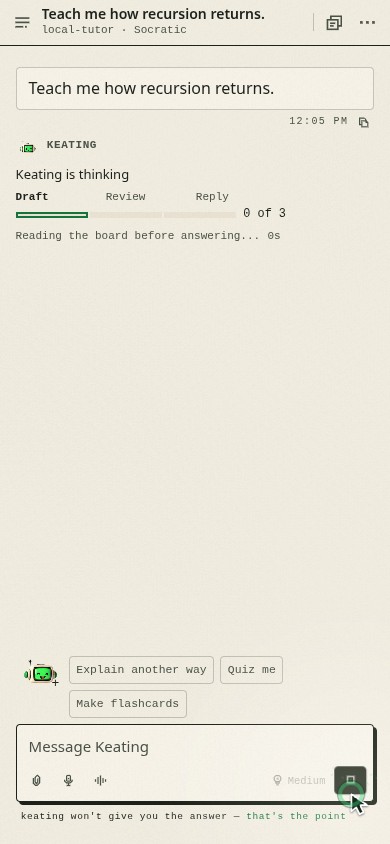 Teach me how recursion returns.
local-tutor · Socratic
Teach me how recursion returns.
12:05 PM
KEATING
Keating is thinking
Draft Review Reply
0 of 3
Reading the board before answering... 0s
Explain another way
Quiz me
Make flashcards
Message Keating
Medium
keating won't give you the answer — that's the point